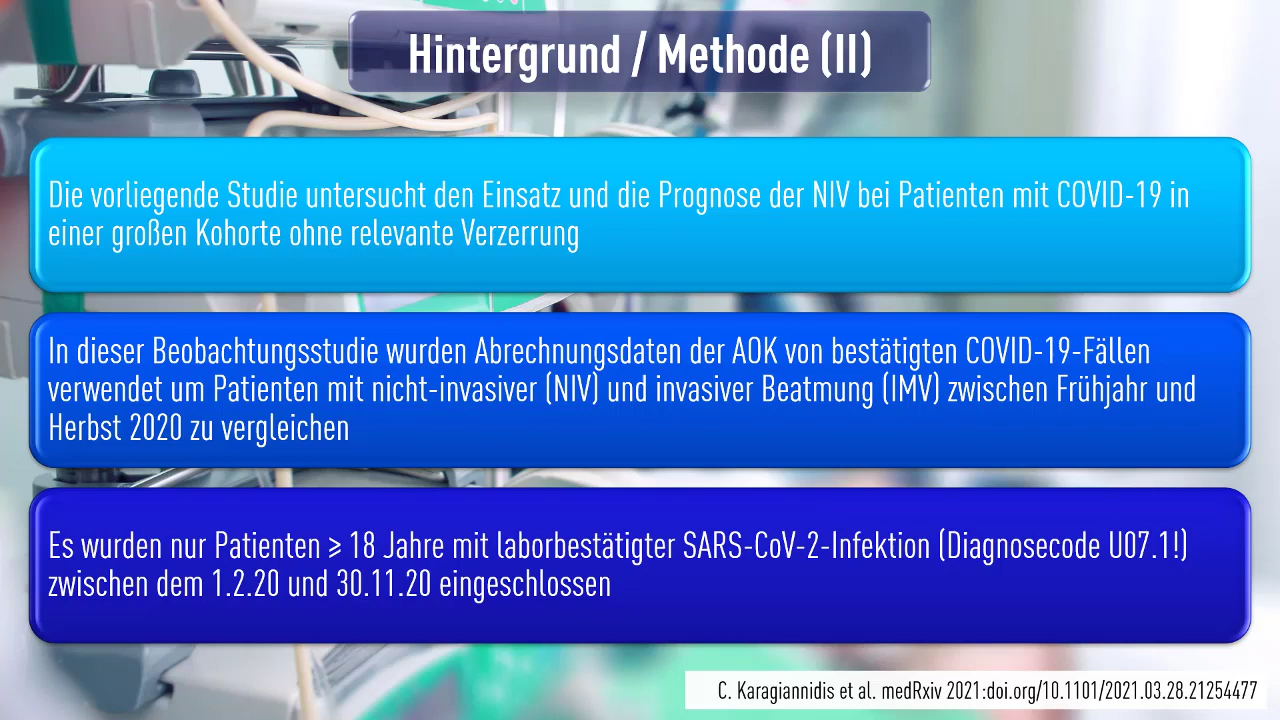 Hintergrund / Methode (II)
Die vorliegende Studie untersucht den Einsatz und die Prognose der NIV bei Patienten mit COVID-19 in
einer großen Kohorte ohne relevante Verzerrung
In dieser Beobachtungsstudie wurden Abrechnungsdaten der AOK von bestätigten COVID-19-Fällen
verwendet um Patienten mit nicht-invasiver (NIV) und invasiver Beatmung (IMV) zwischen Frühjahr und
Herbst 2020 zu vergleichen
Es wurden nur Patienten ≥ 18 Jahre mit laborbestätigter SARS-CoV-2-Infektion (Diagnosecode U07.1!)
zwischen dem 1.2.20 und 30.11.20 eingeschlossen
C. Karagiannidis et al. medRxiv 2021:doi.org/10.1101/2021.03.28.21254477